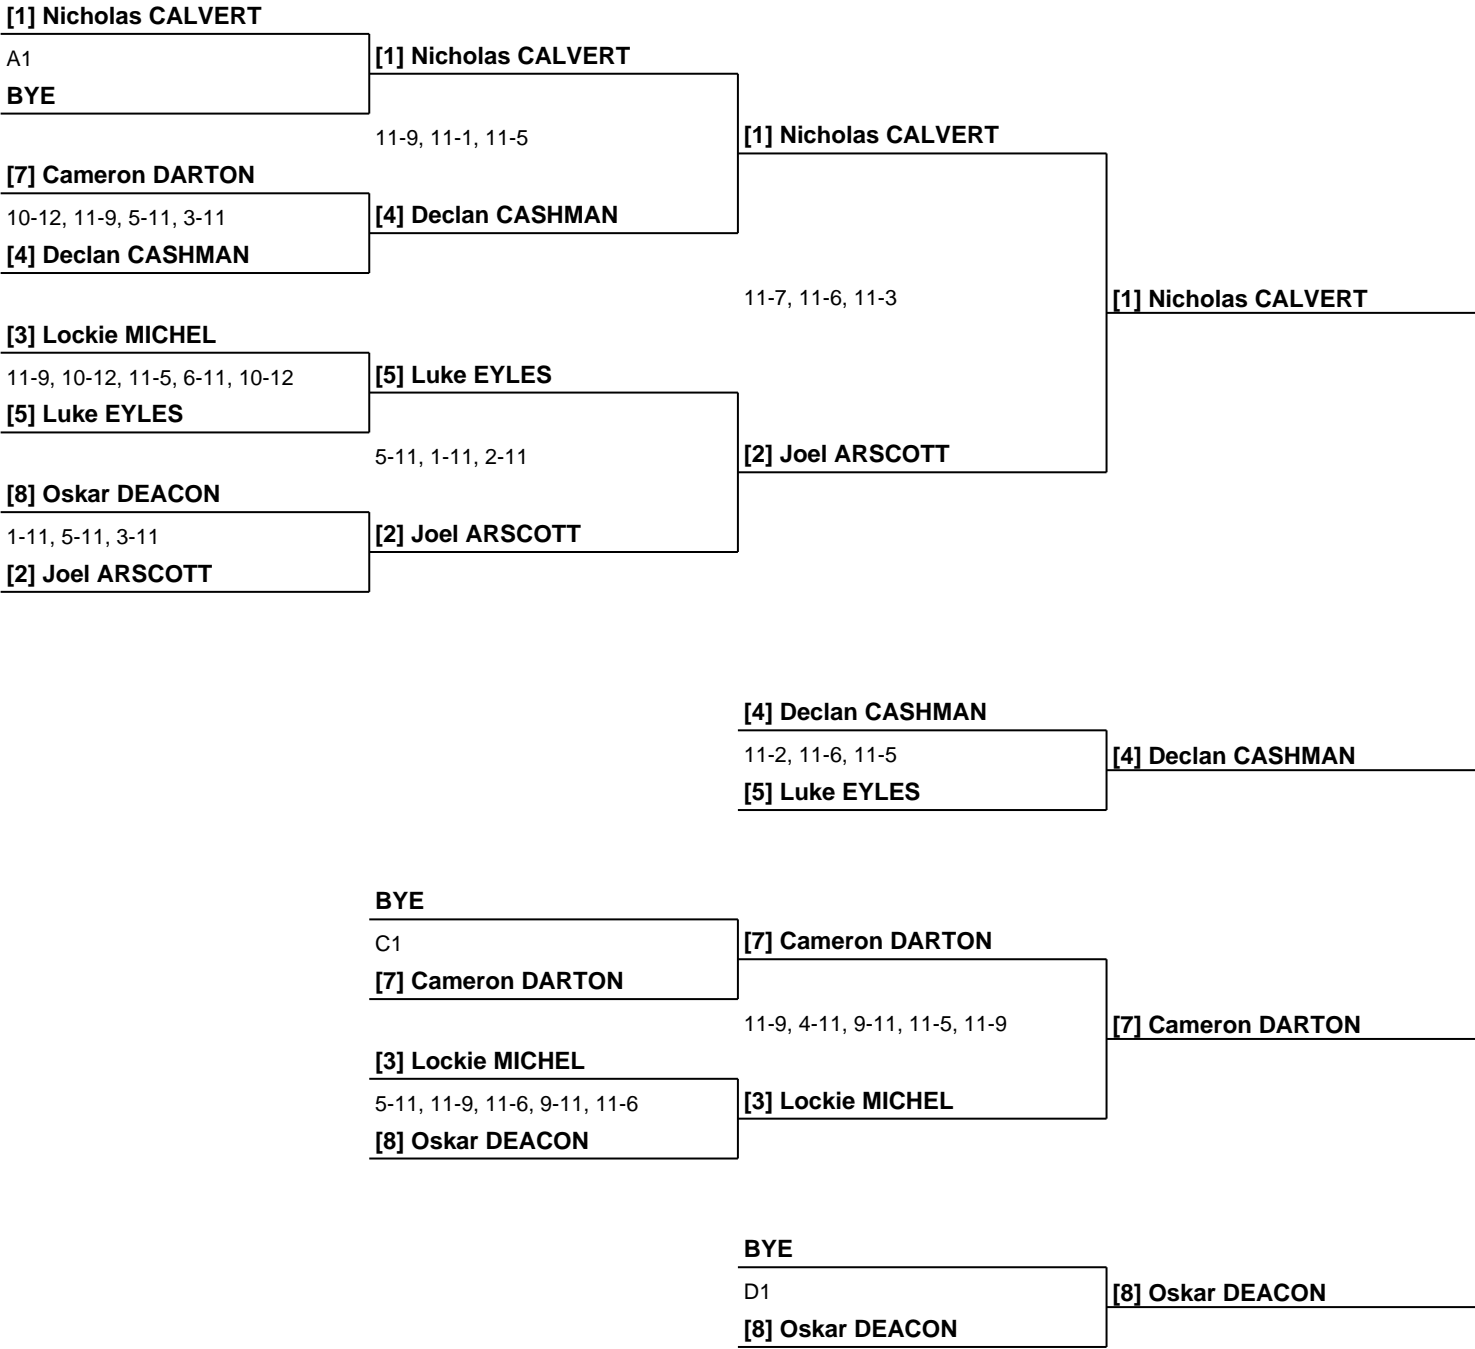 [1] Nicholas CALVERT
A1
BYE
[1] Nicholas CALVERT
11-9, 11-1, 11-5
[1] Nicholas CALVERT
[7] Cameron DARTON
10-12, 11-9, 5-11, 3-11
[4] Declan CASHMAN
[4] Declan CASHMAN
11-7, 11-6, 11-3
[1] Nicholas CALVERT
[3] Lockie MICHEL
11-9, 10-12, 11-5, 6-11, 10-12
[5] Luke EYLES
[5] Luke EYLES
5-11, 1-11, 2-11
[2] Joel ARSCOTT
[8] Oskar DEACON
1-11, 5-11, 3-11
[2] Joel ARSCOTT
[2] Joel ARSCOTT
[4] Declan CASHMAN
11-2, 11-6, 11-5
[5] Luke EYLES
[4] Declan CASHMAN
BYE
C1
[7] Cameron DARTON
[7] Cameron DARTON
11-9, 4-11, 9-11, 11-5, 11-9
[7] Cameron DARTON
[3] Lockie MICHEL
5-11, 11-9, 11-6, 9-11, 11-6
[8] Oskar DEACON
[3] Lockie MICHEL
BYE
D1
[8] Oskar DEACON
[8] Oskar DEACON